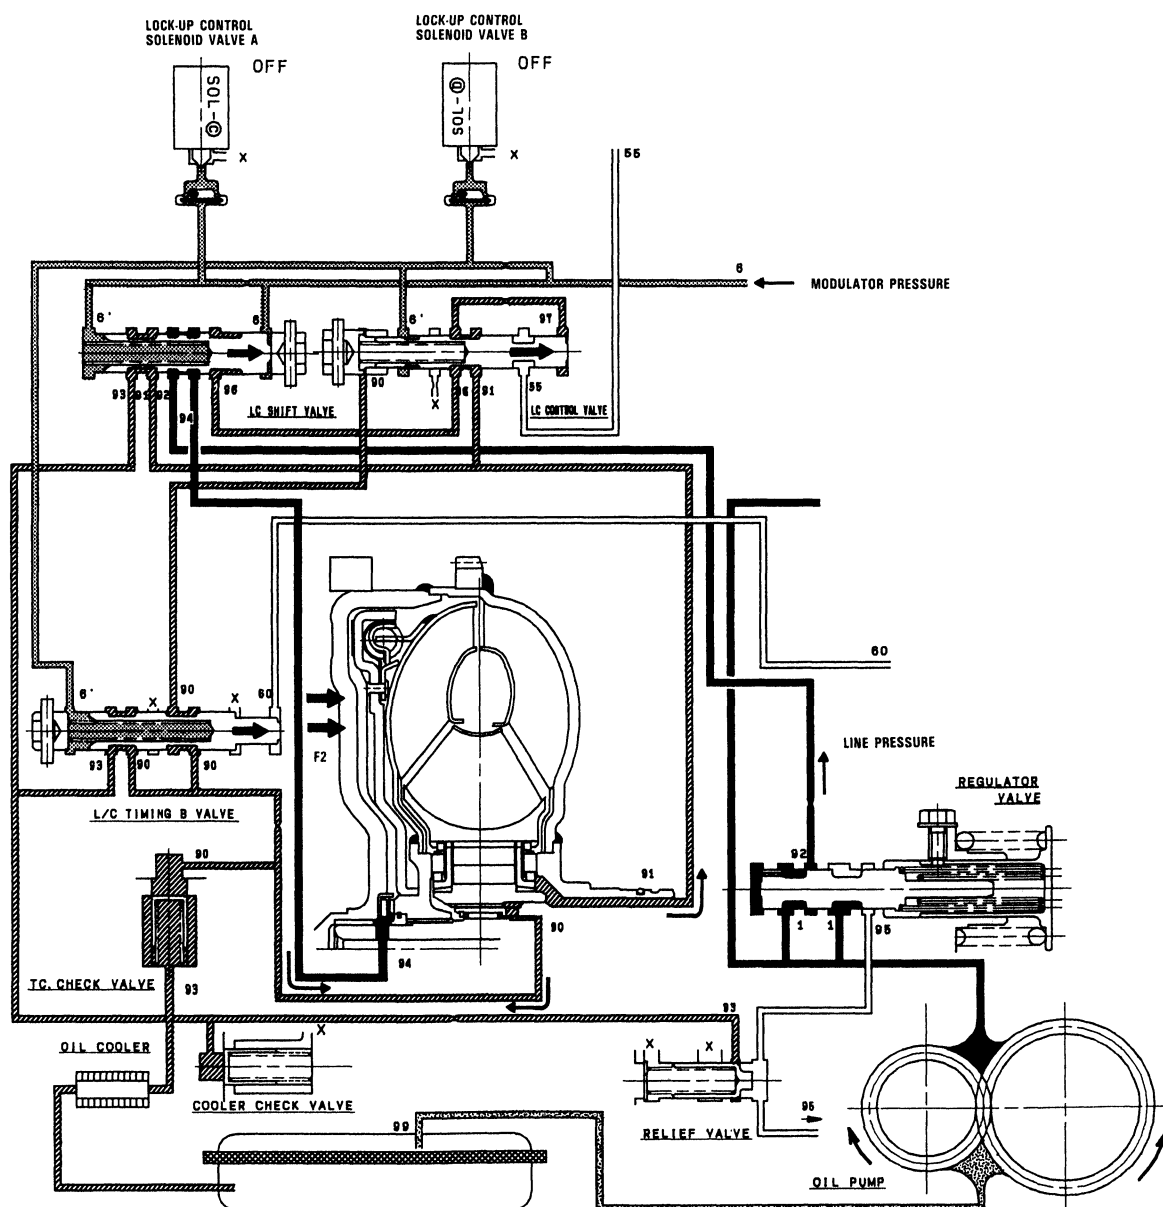 LOCK-UP CONTROL
SOLENOID VALVE A
OFF
LOCK-UP CONTROL
SOLENOID VALVE B
OFF
SOL-Ⓒ
SOL-ⓐ
X
X
55
6
MODULATOR PRESSURE
6'
6
6'
97
93
91
92
94
96
LC SHIFT VALVE
90
X
96
91
55
LC CONTROL VALVE
60
6'
X
90
X
60
93
90
90
L/C TIMING B VALVE
F2
LINE PRESSURE
REGULATOR
VALVE
92
1
1
95
90
TC. CHECK VALVE
93
91
90
94
OIL COOLER
X
COOLER CHECK VALVE
93
X
X
RELIEF VALVE
95
99
OIL PUMP